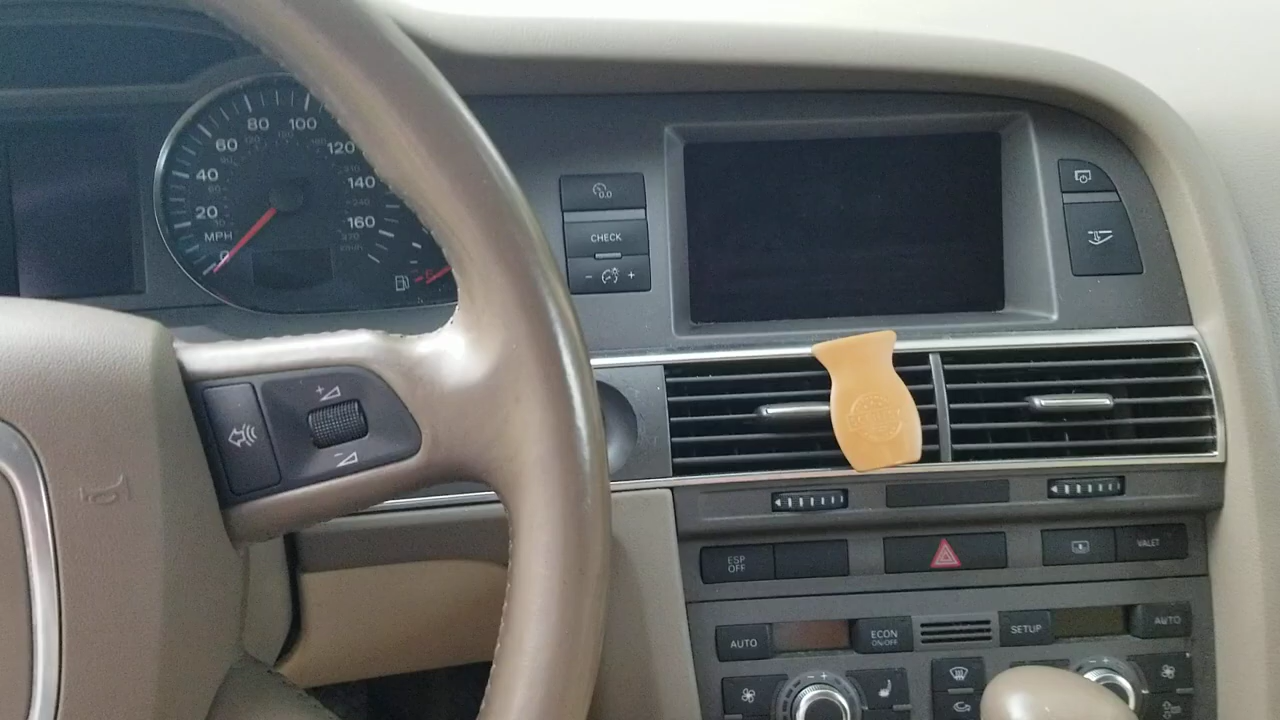 80 100
60
120
40
140
20
160
MPH
0
0.0
CHECK
- +
+
-
ESP
OFF
VALET
AUTO
ECON
ON/OFF
SETUP
AUTO
- +